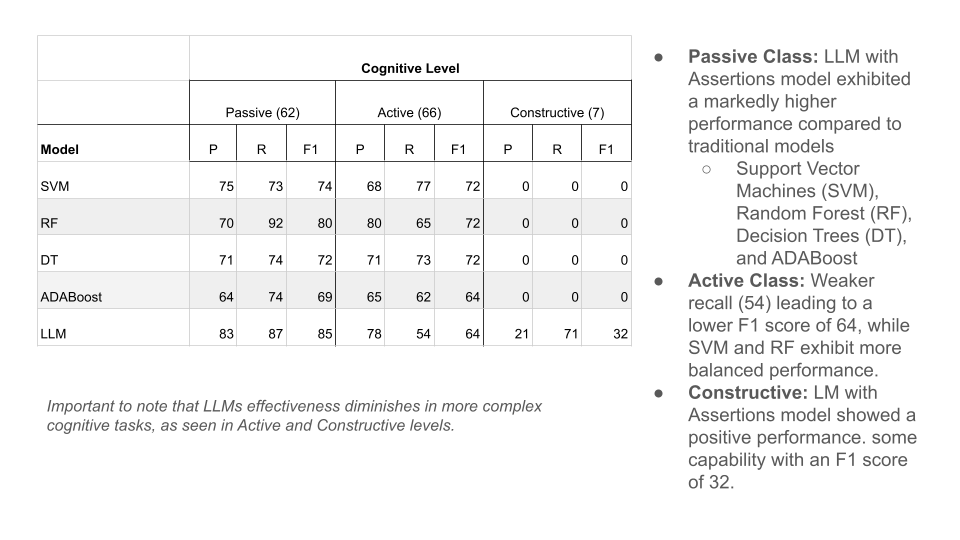 Cognitive Level
Passive (62) Active (66) Constructive (7)
Model P R F1 P R F1 P R F1
SVM 75 73 74 68 77 72 0 0 0
RF 70 92 80 80 65 72 0 0 0
DT 71 74 72 71 73 72 0 0 0
ADABoost 64 74 69 65 62 64 0 0 0
LLM 83 87 85 78 54 64 21 71 32
Important to note that LLMs effectiveness diminishes in more complex
cognitive tasks, as seen in Active and Constructive levels.
● Passive Class: LLM with
Assertions model exhibited
a markedly higher
performance compared to
traditional models
○ Support Vector
Machines (SVM),
Random Forest (RF),
Decision Trees (DT),
and ADABoost
● Active Class: Weaker
recall (54) leading to a
lower F1 score of 64, while
SVM and RF exhibit more
balanced performance.
● Constructive: LM with
Assertions model showed a
positive performance. some
capability with an F1 score
of 32.